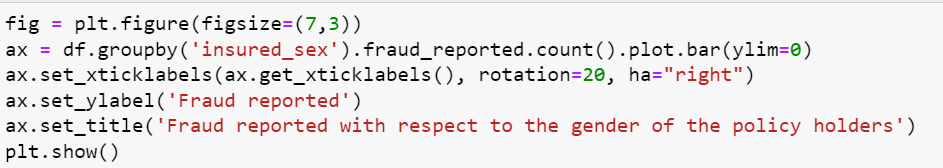 fig = plt.figure(figsize=(7,3))
ax = df.groupby('insured_sex').fraud_reported.count().plot.bar(ylim=0)
ax.set_xticklabels(ax.get_xticklabels(), rotation=20, ha="right")
ax.set_ylabel('Fraud reported')
ax.set_title('Fraud reported with respect to the gender of the policy holders')
plt.show()